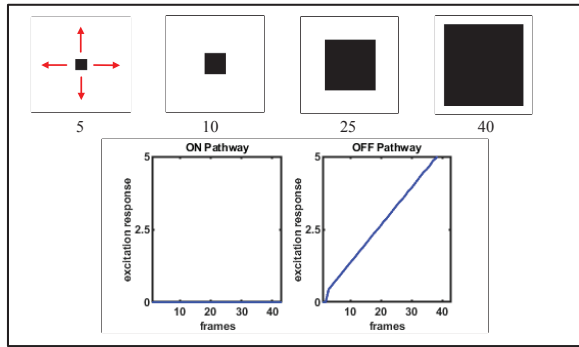 5 10 25 40
ON Pathway OFF Pathway
5 5
excitation response excitation response
2.5 2.5
0 0
10 20 30 40 10 20 30 40
frames frames